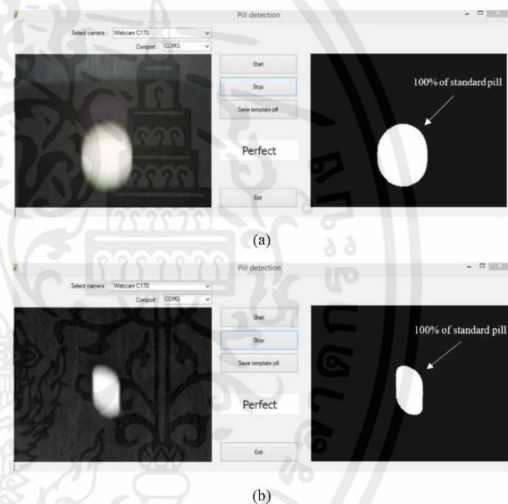 Pill detection
Select camera : Webcam C170
Comport : COM3
Start
Stop
Save template pill
Perfect
Exit
100% of standard pill
(a)
Pill detection
Select camera : Webcam C170
Comport : COM3
Start
Stop
Save template pill
Perfect
Exit
100% of standard pill
(b)